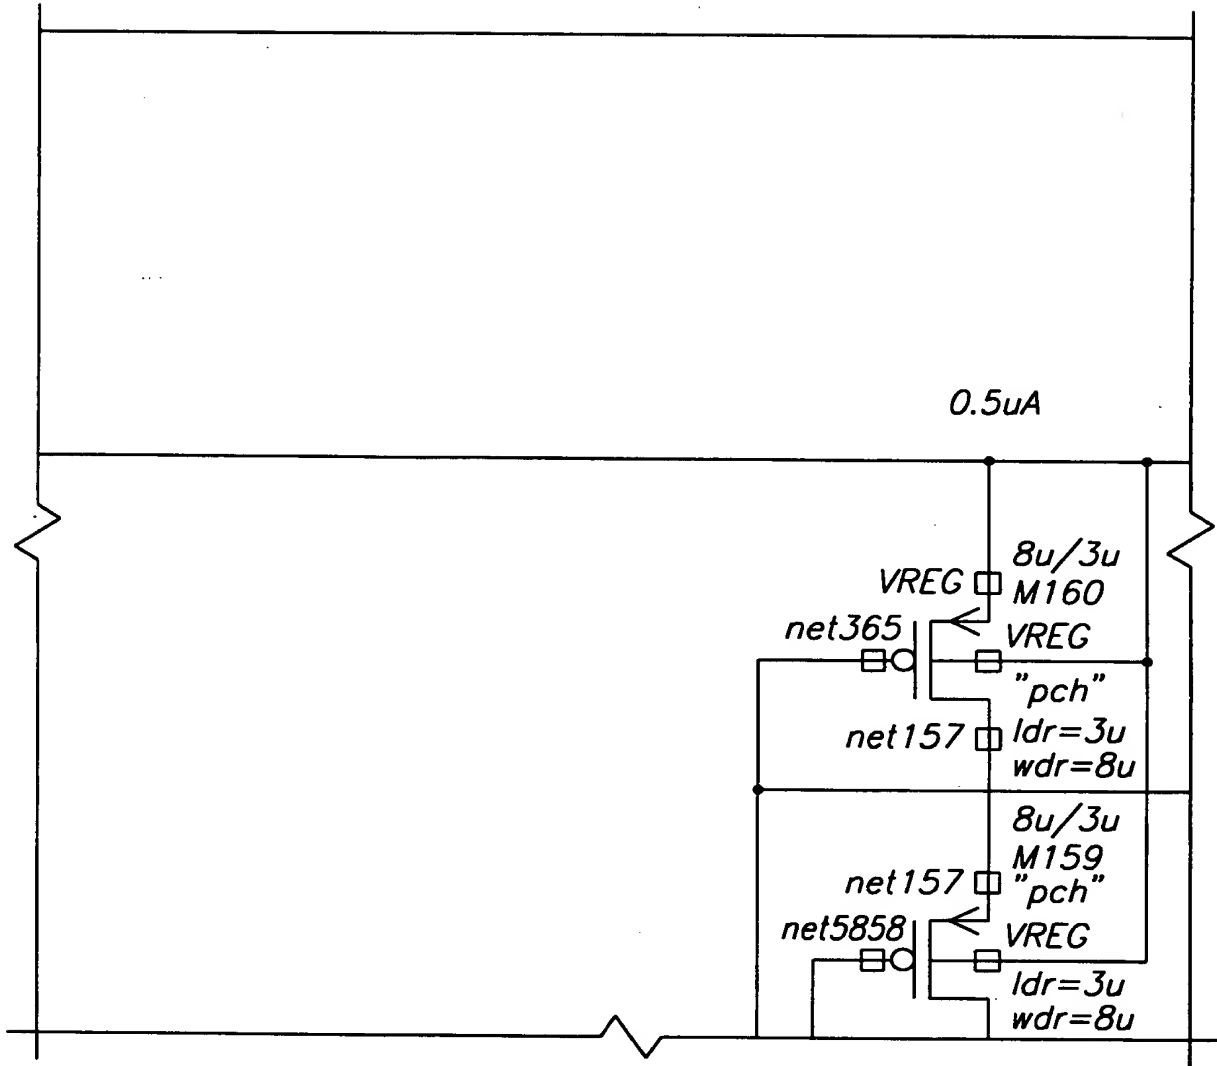 0.5uA
8u/3u
VREG M160
net365 VREG
"pch"
net157 ldr=3u
wdr=8u
8u/3u
M159
net157 "pch"
net5858 VREG
ldr=3u
wdr=8u